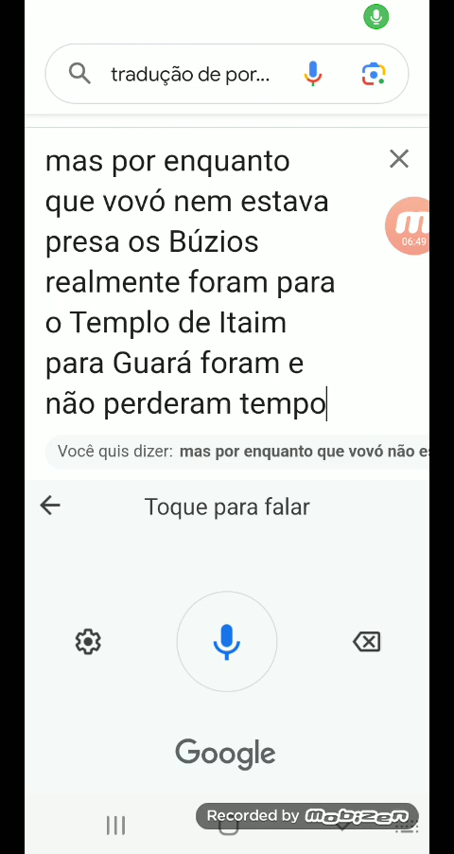 tradução de por...
mas por enquanto
que vovó nem estava
presa os Búzios
realmente foram para
o Templo de Itaim
para Guará foram e
não perderam tempo
06:49
Você quis dizer: mas por enquanto que vovó não e
Toque para falar
Google
Recorded by MOBIZEN